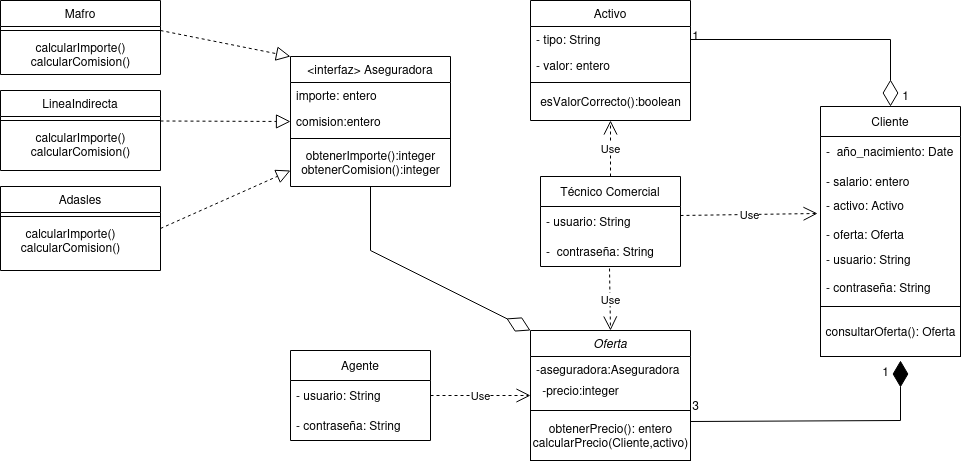 Mafro
calcularImporte()
calcularComision()
LineaIndirecta
calcularImporte()
calcularComision()
Adasles
calcularImporte()
calcularComision()
<interfaz> Aseguradora
importe: entero
comision:entero
obtenerImporte():integer
obtenerComision():integer
Activo
- tipo: String
- valor: entero
esValorCorrecto():boolean
1
1
Use
Técnico Comercial
- usuario: String
- contraseña: String
Use
Use
Cliente
- año_nacimiento: Date
- salario: entero
- activo: Activo
- oferta: Oferta
- usuario: String
- contraseña: String
consultarOferta(): Oferta
1
3
Agente
- usuario: String
- contraseña: String
Use
Oferta
-aseguradora:Aseguradora
-precio:integer
obtenerPrecio(): entero
calcularPrecio(Cliente,activo)